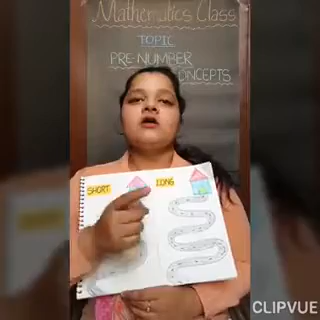 Mathematics Class
TOPIC
PRE-NUMBER
CONCEPTS
SHORT
LONG
CLIPVUE